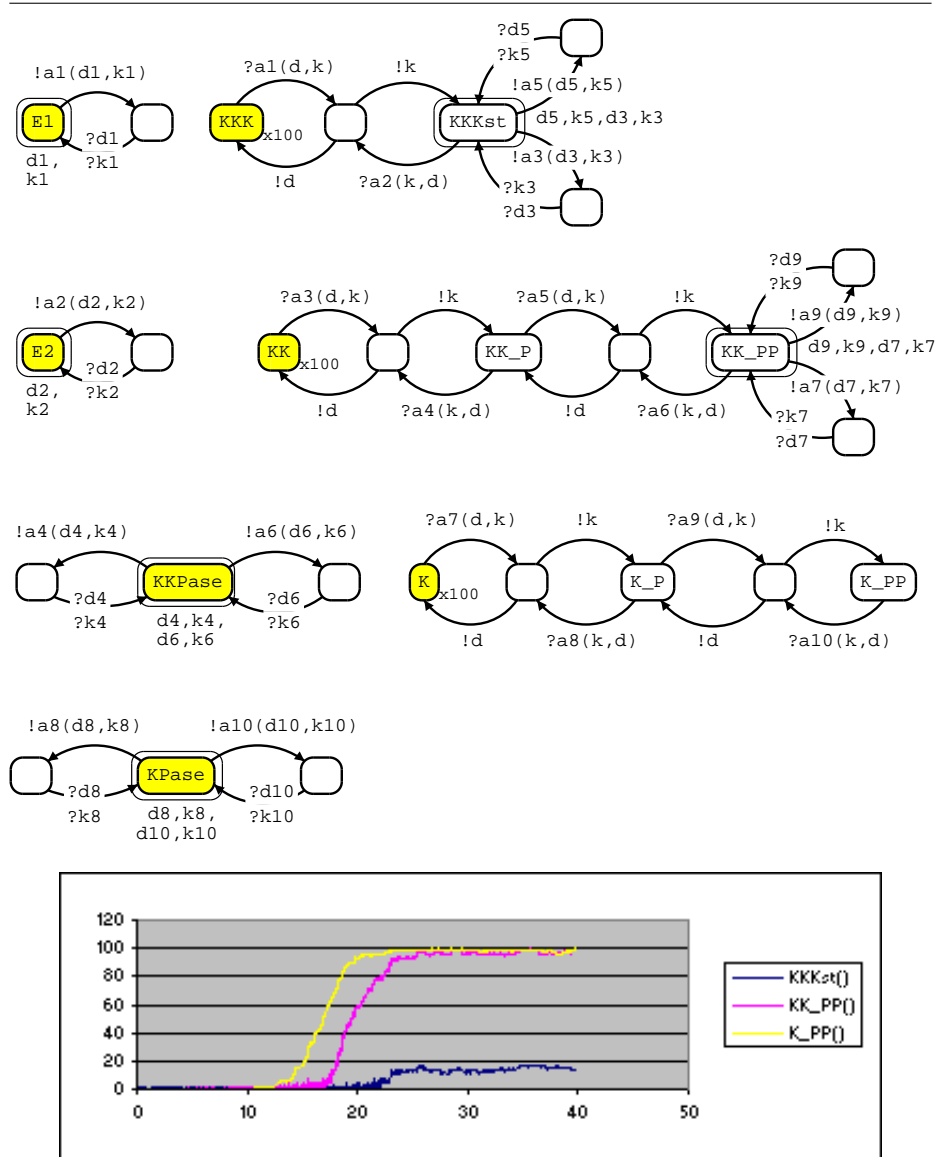 ?d5
?k5
!a1(d1,k1)
?a1(d,k)
!k
!a5(d5,k5)
E1
?d1
?k1
d1,
k1
KKK
x100
KKKst
d5,k5,d3,k3
!d
?a2(k,d)
!a3(d3,k3)
?k3
?d3
?d9
?k9
!a2(d2,k2)
?a3(d,k)
!k
?a5(d,k)
!k
!a9(d9,k9)
E2
?d2
?k2
d2,
k2
KK
x100
KK_P
KK_PP
d9,k9,d7,k7
!d
?a4(k,d)
!d
?a6(k,d)
!a7(d7,k7)
?k7
?d7
!a4(d4,k4)
!a6(d6,k6)
?a7(d,k)
!k
?a9(d,k)
!k
KKPase
?d4
?k4
?d6
?k6
d4,k4,
d6,k6
K
x100
K_P
K_PP
!d
?a8(k,d)
!d
?a10(k,d)
!a8(d8,k8)
!a10(d10,k10)
KPase
?d8
?k8
?d10
?k10
d8,k8,
d10,k10
120
100
80
60
40
20
0
0 10 20 30 40 50
KKKst()
KK_PP()
K_PP()